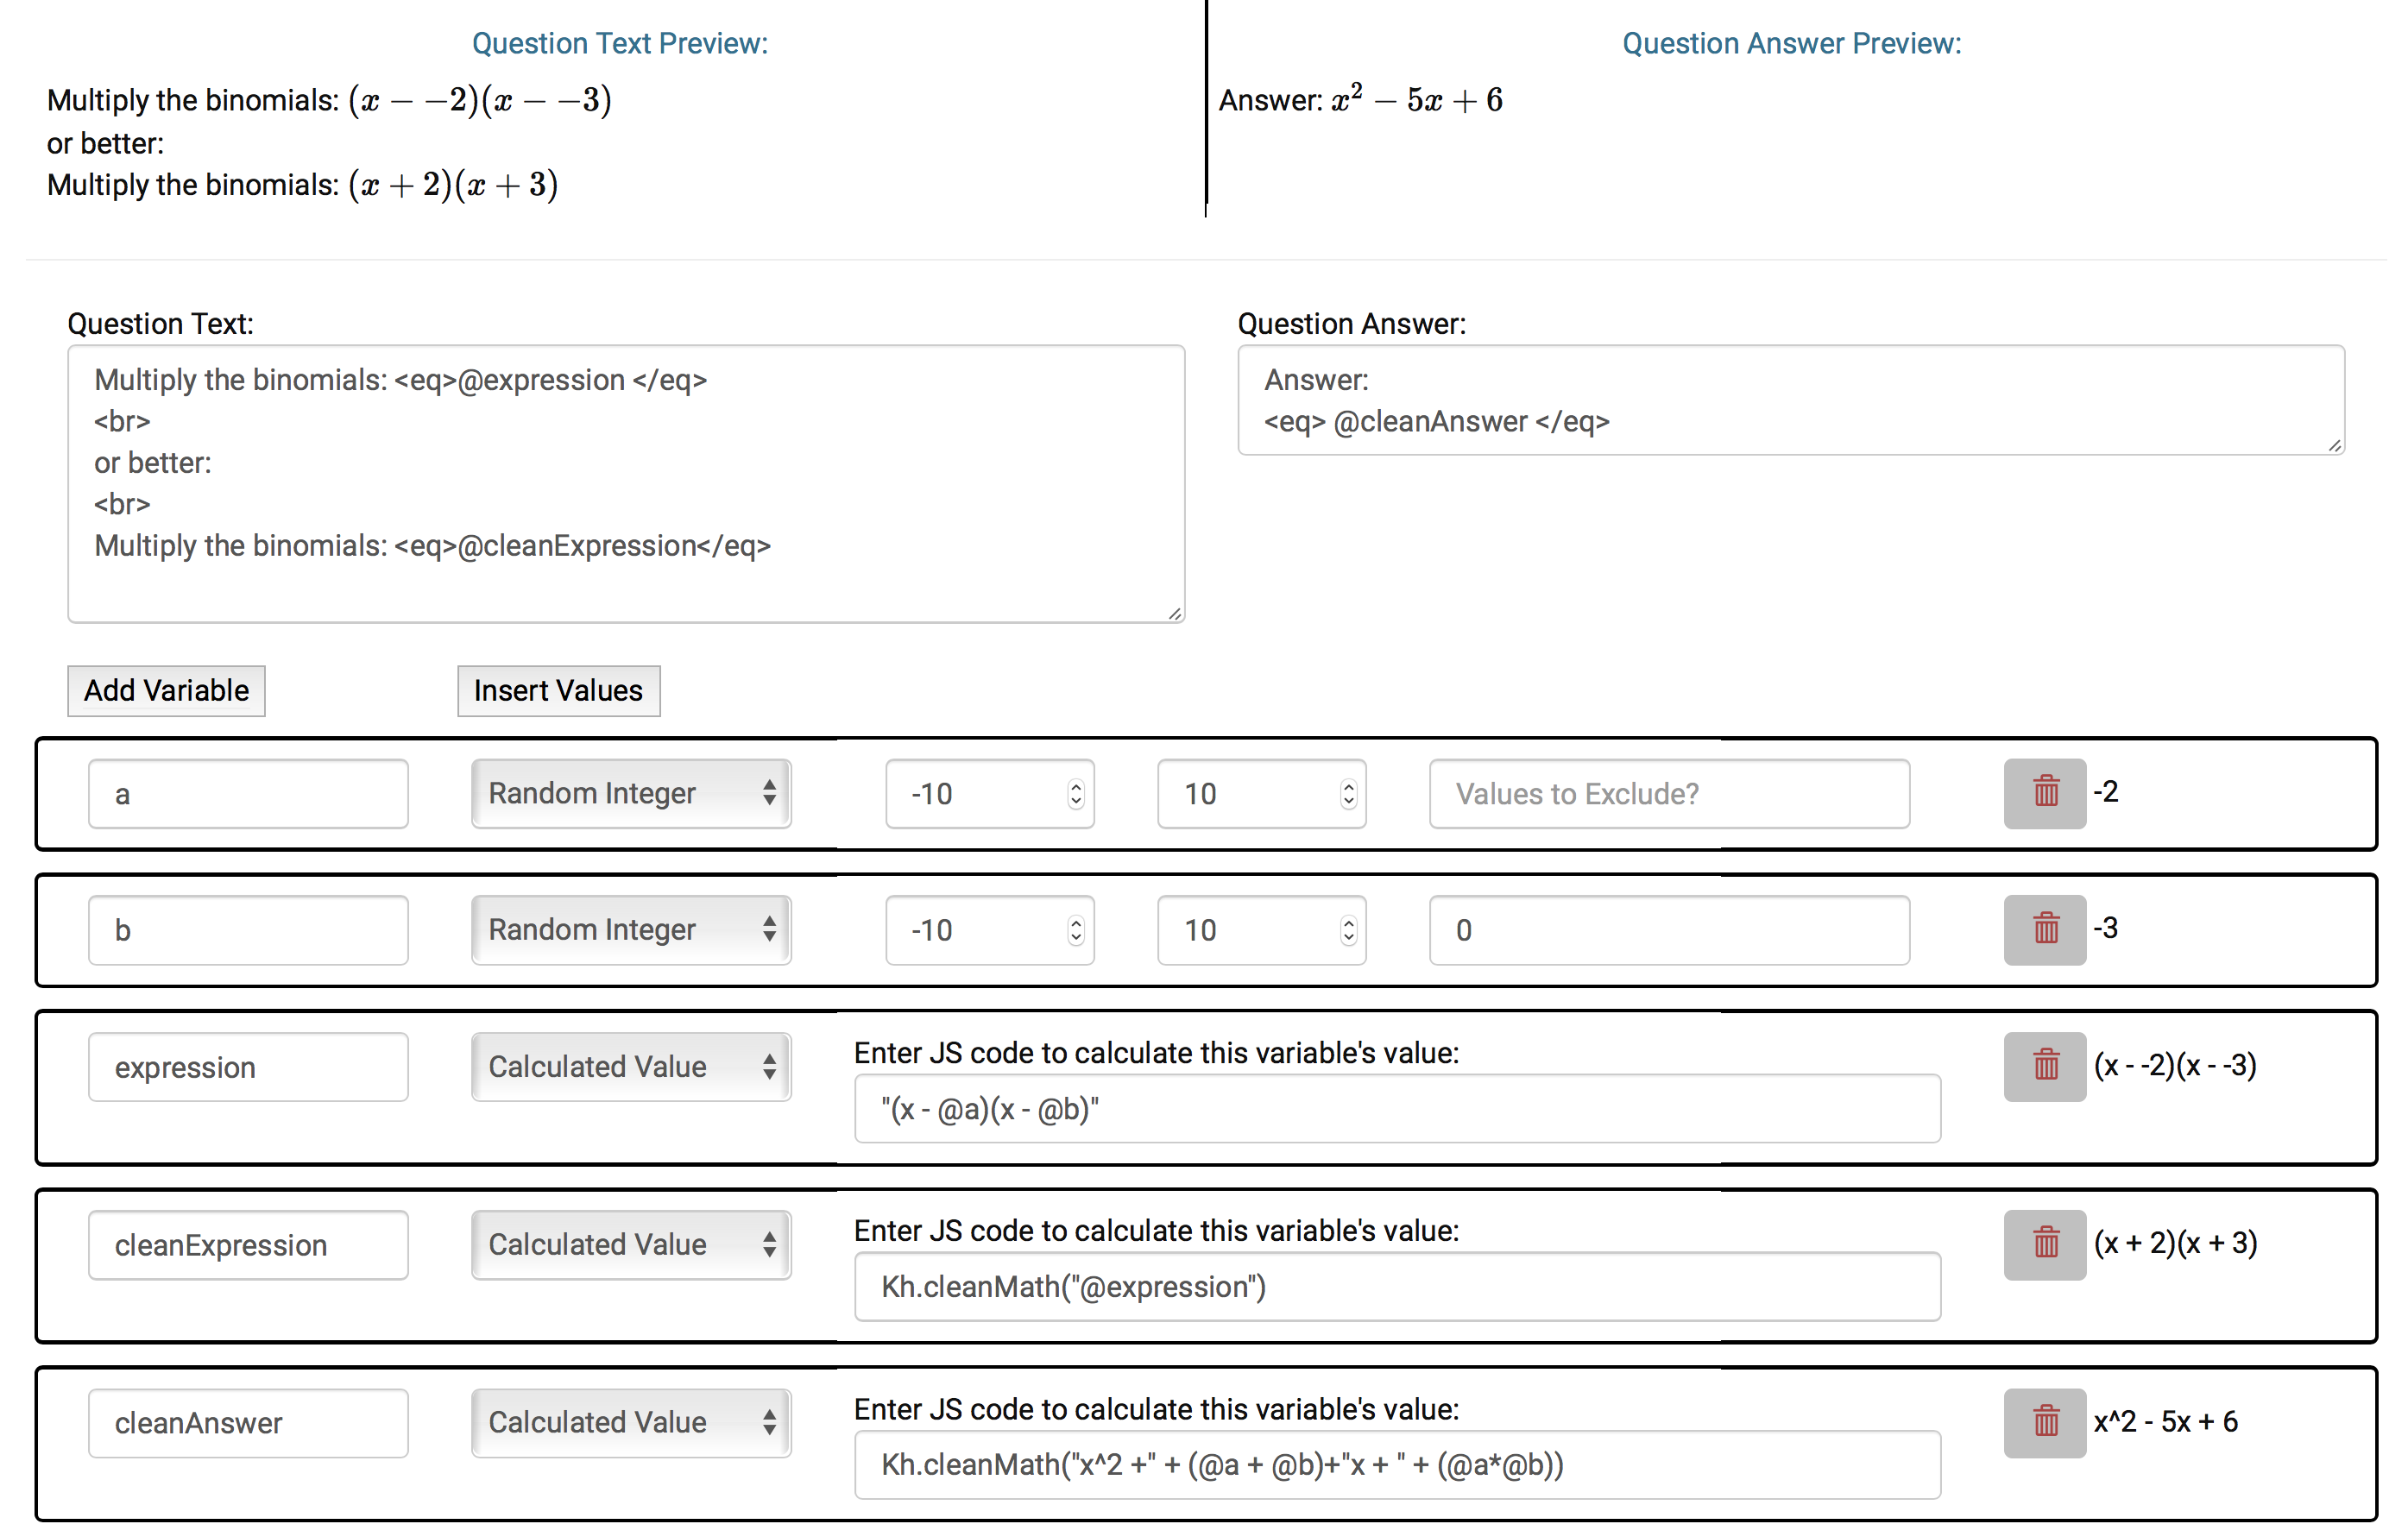 Question Text Preview:
Multiply the binomials: (x − −2)(x − −3)
or better:
Multiply the binomials: (x + 2)(x + 3)
Question Answer Preview:
Answer: x² − 5x + 6
Question Text:
Multiply the binomials: <eq>@expression </eq>
<br>
or better:
<br>
Multiply the binomials: <eq>@cleanExpression</eq>
Question Answer:
Answer:
<eq> @cleanAnswer </eq>
Add Variable Insert Values
a Random Integer -10 10 Values to Exclude? -2
b Random Integer -10 10 0 -3
Enter JS code to calculate this variable's value:
expression Calculated Value "(x - @a)(x - @b)" (x - -2)(x - -3)
Enter JS code to calculate this variable's value:
cleanExpression Calculated Value Kh.cleanMath("@expression") (x + 2)(x + 3)
Enter JS code to calculate this variable's value:
cleanAnswer Calculated Value Kh.cleanMath("x^2 +" + (@a + @b)+"x + " + (@a*@b)) x^2 - 5x + 6